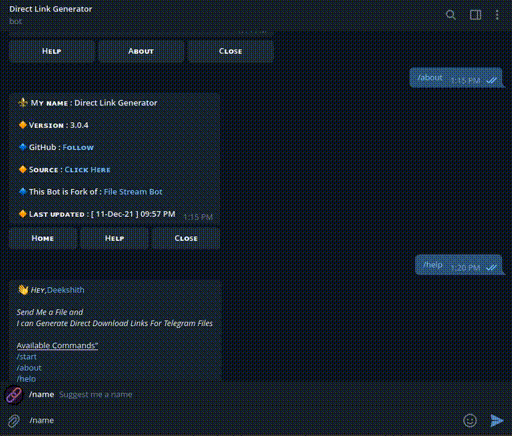 Direct Link Generator
bot
Help
About
Close
/about
1:15 PM
My name : Direct Link Generator
Version : 3.0.4
GitHub : Follow
Source : Click Here
This Bot is Fork of : File Stream Bot
Last updated : [ 11-Dec-21 ] 09:57 PM
1:15 PM
Home
Help
Close
/help
1:20 PM
Hey,Deekshith
Send Me a File and
I can Generate Direct Download Links For Telegram Files
Available Commands"
/start
/about
/help
/name Suggest me a name
/name